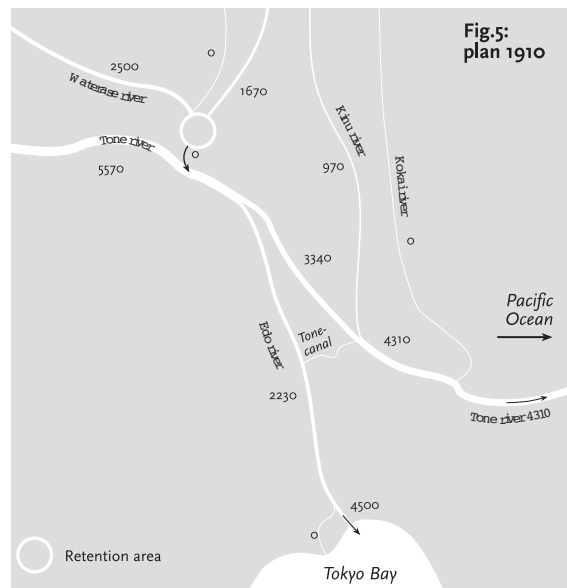 Fig.5:
plan 1910
o
2500
Waterase river
1670
Tone river
o
5570
Kinu river
970
Kokai river
o
3340
Pacific
Ocean
Tone-
canal
4310
Edo river
2230
Tone river 4310
4500
o
Retention area
Tokyo Bay